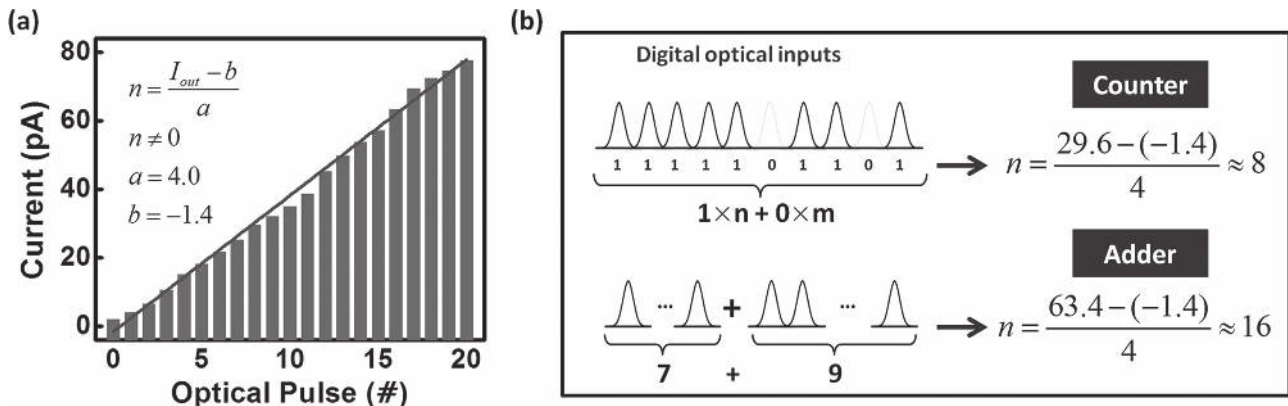 (a)
80
60
40
20
0
Current (pA)
n = (I_out − b) / a
n ≠ 0
a = 4.0
b = −1.4
0 5 10 15 20
Optical Pulse (#)
(b)
Digital optical inputs
1 1 1 1 1 0 1 1 0 1
1×n + 0×m
Counter
n = (29.6 − (−1.4)) / 4 ≈ 8
... + ...
7 + 9
Adder
n = (63.4 − (−1.4)) / 4 ≈ 16